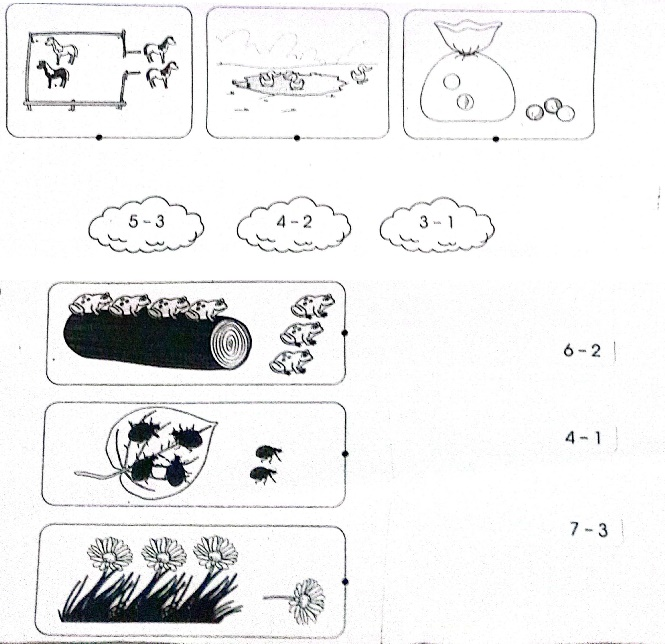 5 – 3
4 – 2
3 – 1
6 – 2
4 – 1
7 – 3